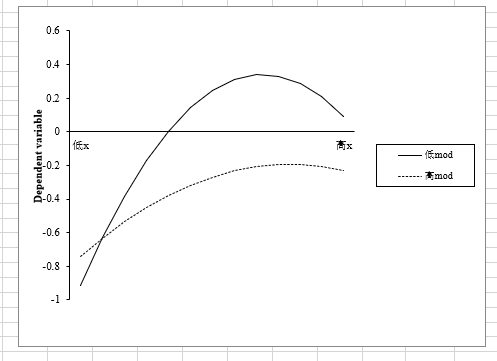 0.6
0.4
0.2
0
-0.2
-0.4
-0.6
-0.8
-1
Dependent variable
低x
高x
低mod
高mod